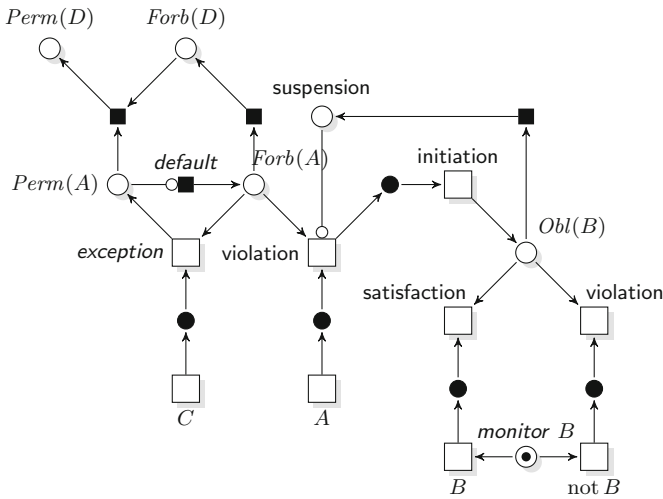 Perm(D)
Forb(D)
suspension
default
Forb(A)
initiation
Perm(A)
Obl(B)
exception
violation
satisfaction
violation
C
A
monitor B
B
not B